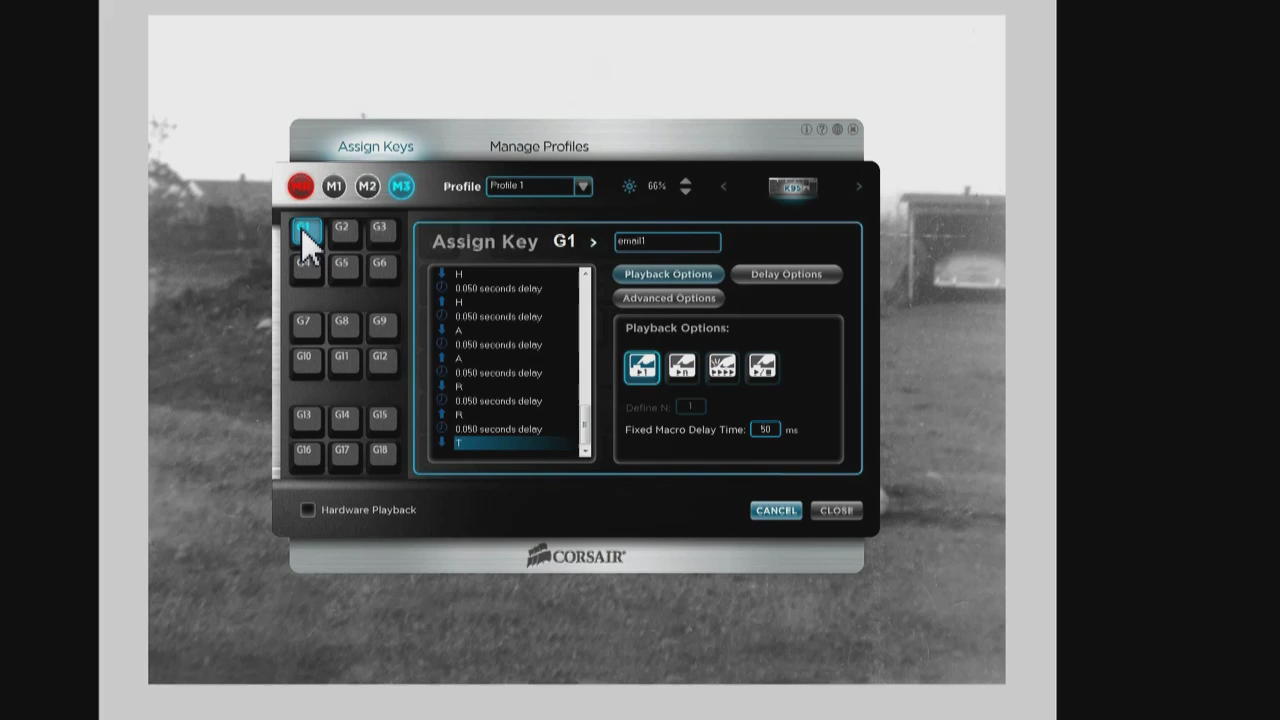 Assign Keys
Manage Profiles
MR M1 M2 M3
Profile
Profile 1
66%
K95
G1 G2 G3
G4 G5 G6
G7 G8 G9
G10 G11 G12
G13 G14 G15
G16 G17 G18
Assign Key G1 > email1
H
0.050 seconds delay
H
0.050 seconds delay
A
0.050 seconds delay
A
0.050 seconds delay
R
0.050 seconds delay
R
0.050 seconds delay
T
Playback Options
Delay Options
Advanced Options
Playback Options:
Define N: 1
Fixed Macro Delay Time: 50 ms
Hardware Playback
CANCEL
CLOSE
CORSAIR